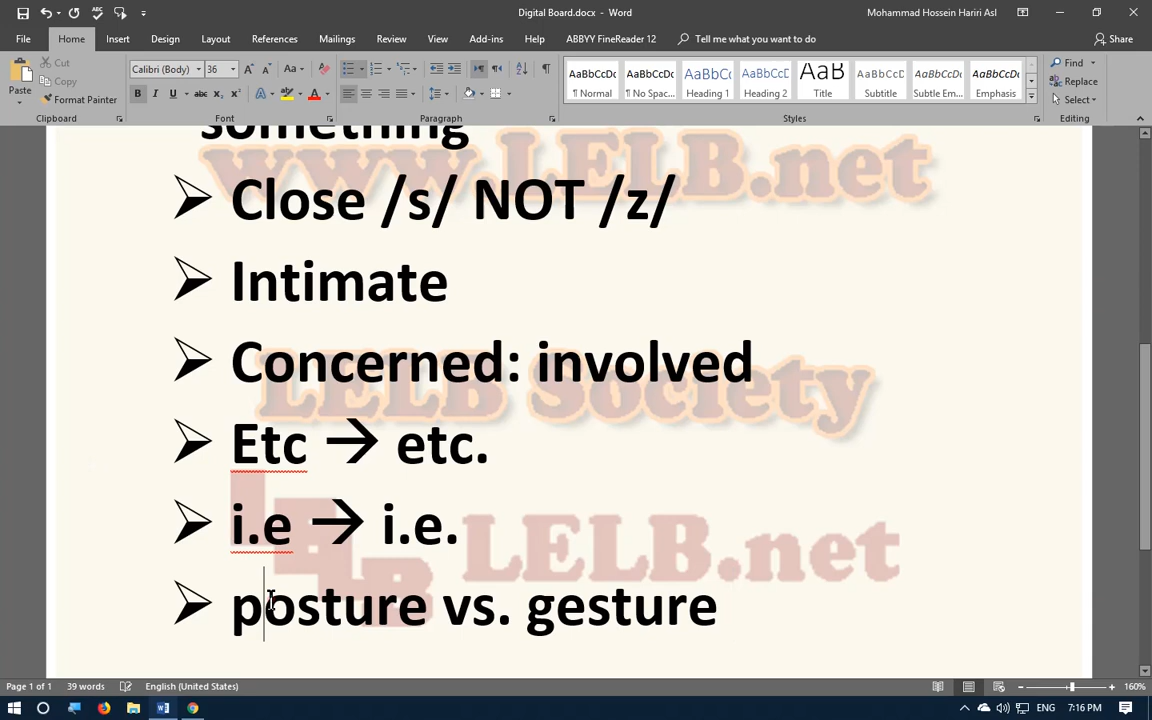 Digital Board.docx - Word
Mohammad Hossein Hariri Asl
File Home Insert Design Layout References Mailings Review View Add-ins Help ABBYY FineReader 12 Tell me what you want to do Share
Paste
Cut
Copy
Format Painter
Clipboard
Calibri (Body) 36
Font
Paragraph
AaBbCcDc ¶ Normal
AaBbCcDc ¶ No Spac...
AaBbCc Heading 1
AaBbCcD Heading 2
AaB Title
AaBbCcD Subtitle
AaBbCcDc Subtle Em...
AaBbCcDc Emphasis
Styles
Find
Replace
Select
Editing
something
www.LELB.net
Close /s/ NOT /z/
Intimate
Concerned: involved
LELB Society
Etc → etc.
i.e → i.e.
LELB LELB.net
posture vs. gesture
Page 1 of 1 39 words English (United States) 160%
ENG 7:16 PM